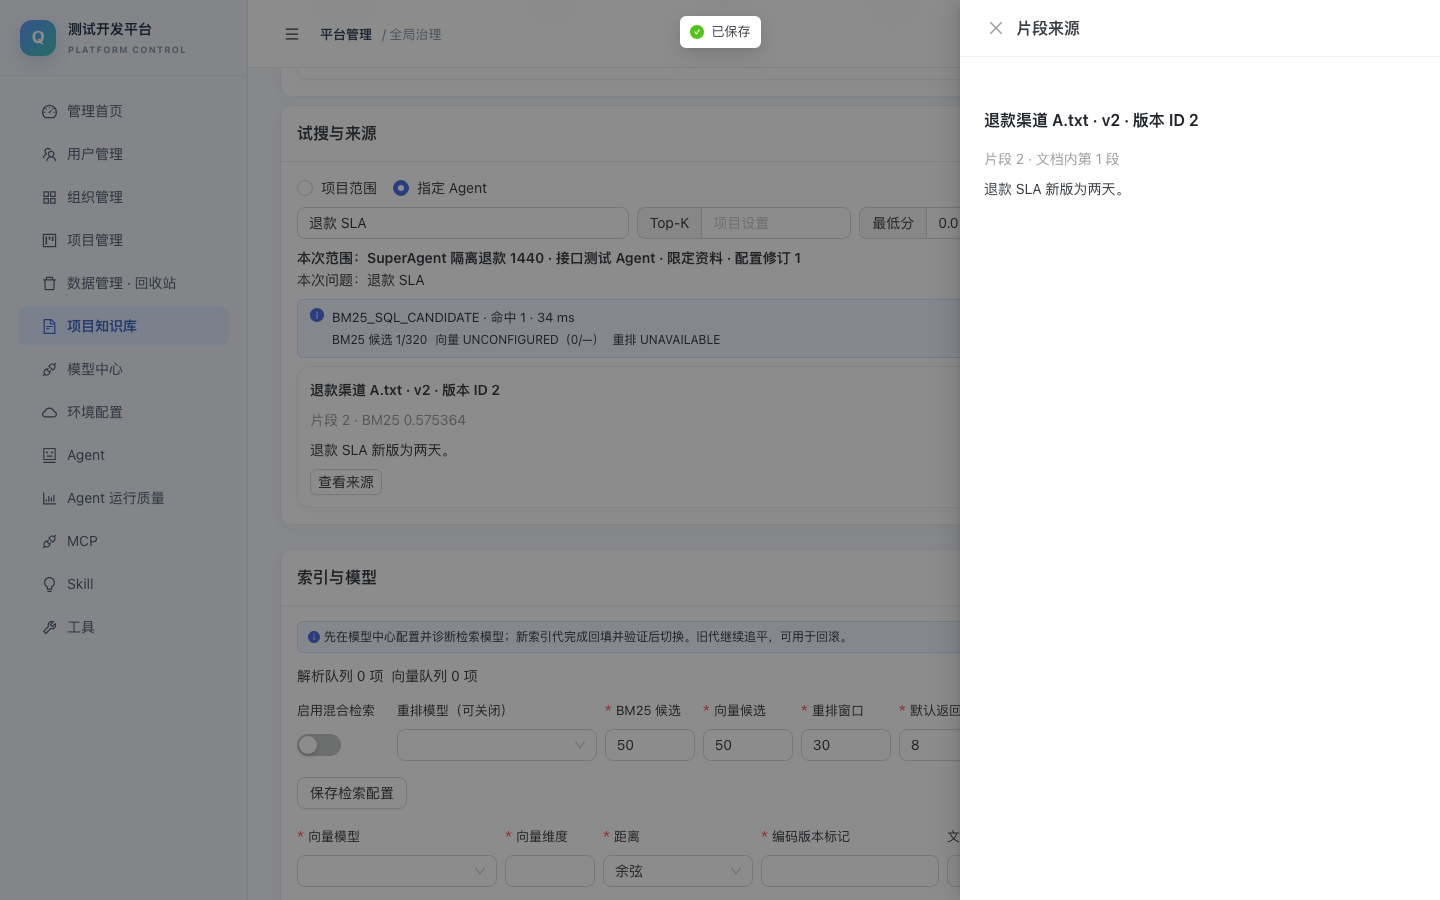 测试开发平台
PLATFORM CONTROL
管理首页
用户管理
组织管理
项目管理
数据管理 · 回收站
项目知识库
模型中心
环境配置
Agent
Agent 运行质量
MCP
Skill
工具
平台管理 / 全局治理
已保存
试搜与来源
项目范围 指定 Agent
退款 SLA Top-K 项目设置 最低分 0.0
本次范围：SuperAgent 隔离退款 1440 · 接口测试 Agent · 限定资料 · 配置修订 1
本次问题：退款 SLA
BM25_SQL_CANDIDATE · 命中 1 · 34 ms
BM25 候选 1/320 向量 UNCONFIGURED（0/—） 重排 UNAVAILABLE
退款渠道 A.txt · v2 · 版本 ID 2
片段 2 · BM25 0.575364
退款 SLA 新版为两天。
查看来源
索引与模型
先在模型中心配置并诊断检索模型；新索引代完成回填并验证后切换。旧代继续追平，可用于回滚。
解析队列 0 项 向量队列 0 项
启用混合检索 重排模型（可关闭） * BM25 候选 * 向量候选 * 重排窗口 * 默认返回
50 50 30 8
保存检索配置
* 向量模型 * 向量维度 * 距离 * 编码版本标记 文
余弦
片段来源
退款渠道 A.txt · v2 · 版本 ID 2
片段 2 · 文档内第 1 段
退款 SLA 新版为两天。